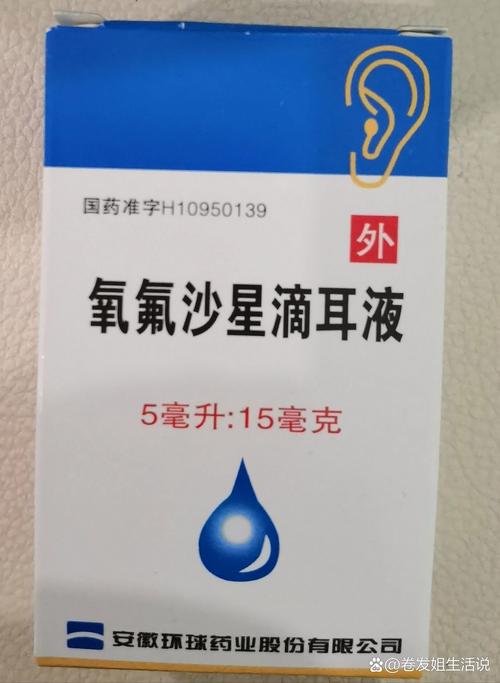 国药准字H10950139
外
氧氟沙星滴耳液
5毫升:15毫克
安徽环球药业股份有限公司
@卷发姐生活说